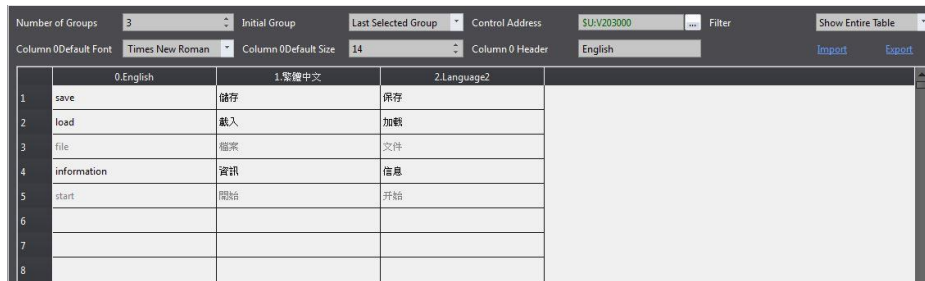 Number of Groups 3 Initial Group Last Selected Group Control Address $U:V203000 ... Filter Show Entire Table
Column 0Default Font Times New Roman Column 0Default Size 14 Column 0 Header English Import Export
0.English 1.繁體中文 2.Language2
1 save 儲存 保存
2 load 載入 加载
3 file 檔案 文件
4 information 資訊 信息
5 start 開始 开始
6
7
8